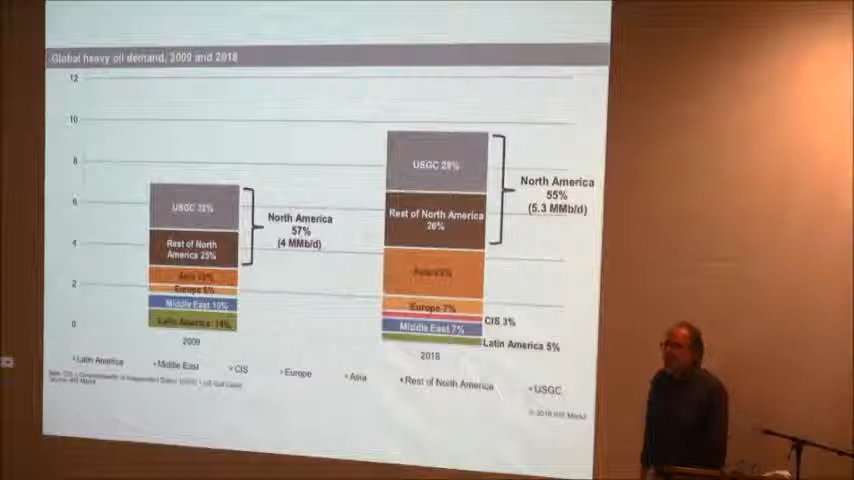 Global heavy oil demand, 2009 and 2018
12
10
8
6
4
2
0
USGC 32%
Rest of North
America 25%
Europe 6%
Middle East 10%
Latin America 14%
2009
North America
57%
(4 MMb/d)
USGC 29%
Rest of North America
26%
Europe 7%
Middle East 7%
2018
North America
55%
(5.3 MMb/d)
CIS 3%
Latin America 5%
Latin America
Middle East
CIS
Europe
Asia
Rest of North America
USGC
© 2018 IHS Markit